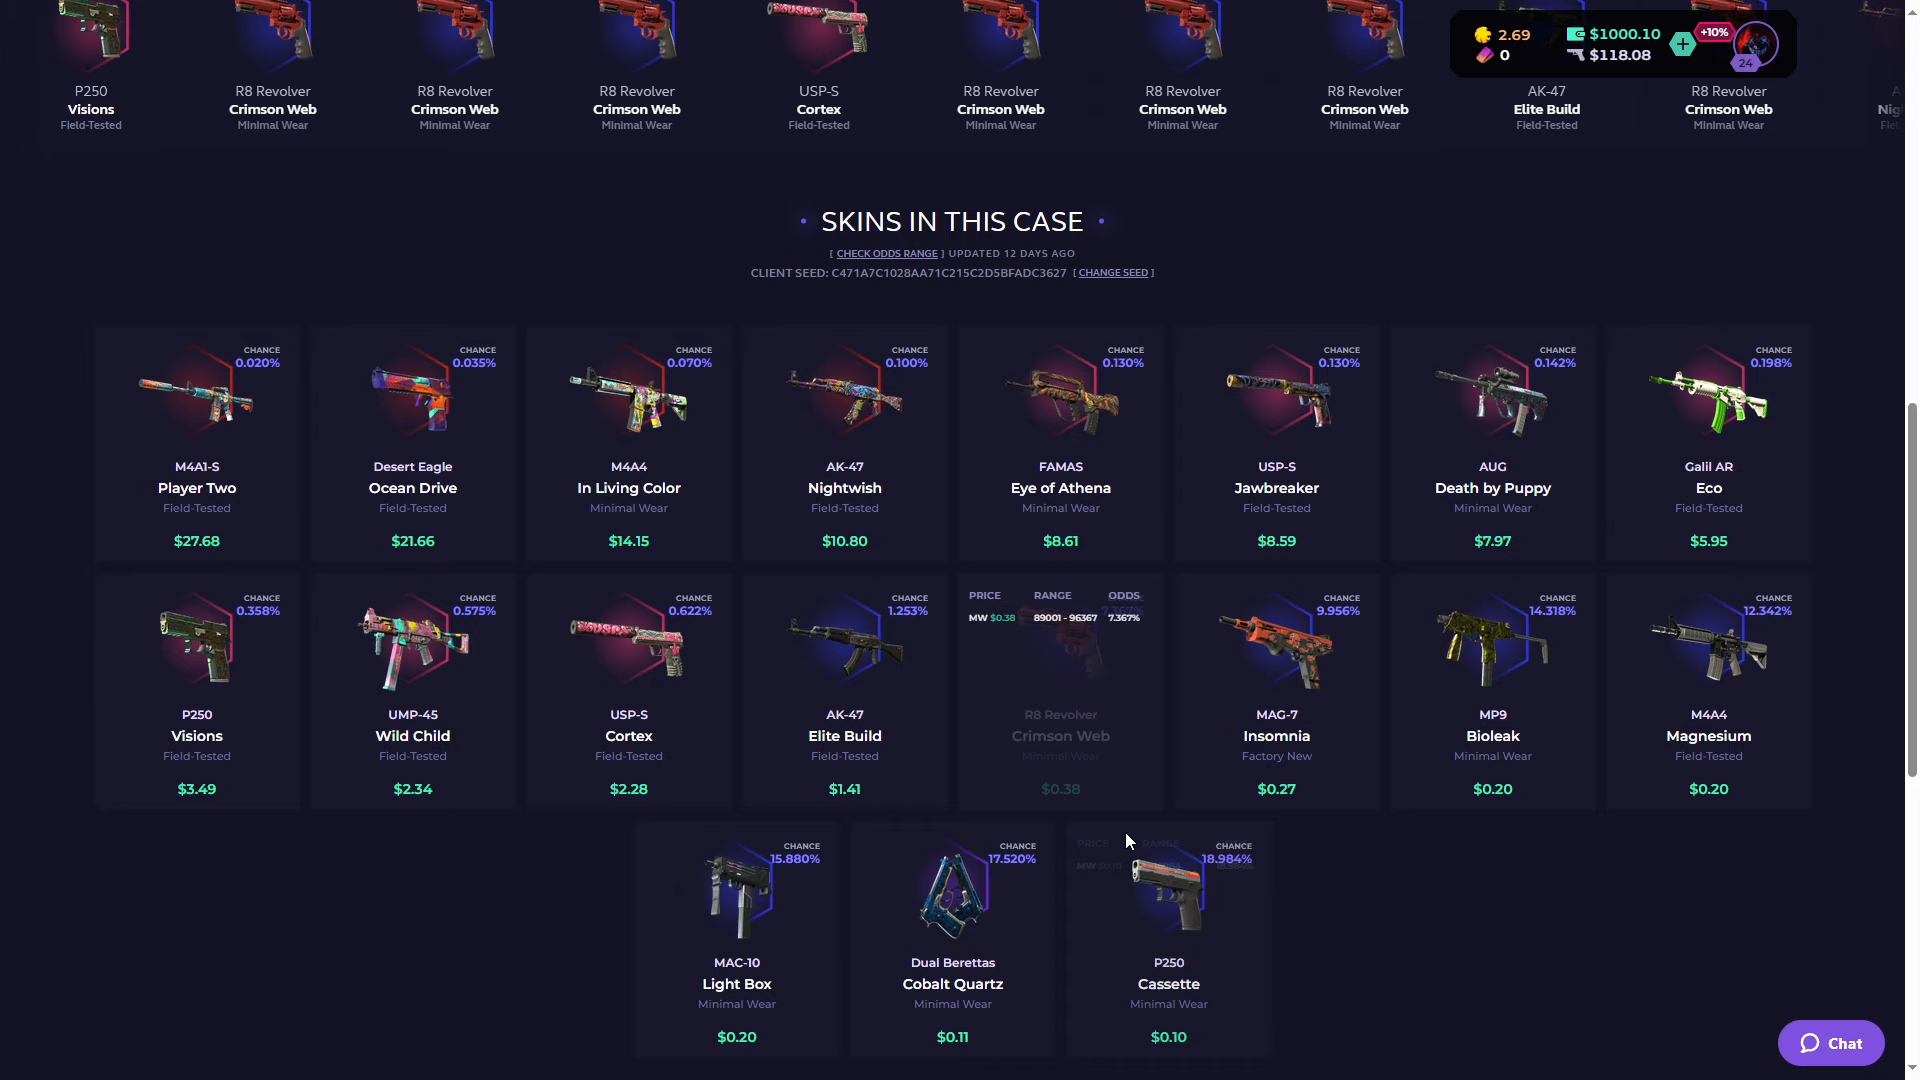 P250
Visions
Field-Tested
R8 Revolver
Crimson Web
Minimal Wear
R8 Revolver
Crimson Web
Minimal Wear
R8 Revolver
Crimson Web
Minimal Wear
USP-S
Cortex
Field-Tested
R8 Revolver
Crimson Web
Minimal Wear
R8 Revolver
Crimson Web
Minimal Wear
R8 Revolver
Crimson Web
Minimal Wear
AK-47
Elite Build
Field-Tested
R8 Revolver
Crimson Web
Minimal Wear
2.69
0
$1000.10
$118.08
+10%
24
SKINS IN THIS CASE
[ CHECK ODDS RANGE ] UPDATED 12 DAYS AGO
CLIENT SEED: C471A7C1028AA71C215C2D5BFADC3627 [ CHANGE SEED ]
CHANCE
0.020%
M4A1-S
Player Two
Field-Tested
$27.68
CHANCE
0.035%
Desert Eagle
Ocean Drive
Field-Tested
$21.66
CHANCE
0.070%
M4A4
In Living Color
Minimal Wear
$14.15
CHANCE
0.100%
AK-47
Nightwish
Field-Tested
$10.80
CHANCE
0.130%
FAMAS
Eye of Athena
Minimal Wear
$8.61
CHANCE
0.130%
USP-S
Jawbreaker
Field-Tested
$8.59
CHANCE
0.142%
AUG
Death by Puppy
Minimal Wear
$7.97
CHANCE
0.198%
Galil AR
Eco
Field-Tested
$5.95
CHANCE
0.358%
P250
Visions
Field-Tested
$3.49
CHANCE
0.575%
UMP-45
Wild Child
Field-Tested
$2.34
CHANCE
0.622%
USP-S
Cortex
Field-Tested
$2.28
CHANCE
1.253%
AK-47
Elite Build
Field-Tested
$1.41
PRICE RANGE ODDS
MW $0.38 89001 - 96367 7.367%
7.367%
R8 Revolver
Crimson Web
Minimal Wear
$0.38
CHANCE
9.956%
MAG-7
Insomnia
Factory New
$0.27
CHANCE
14.318%
MP9
Bioleak
Minimal Wear
$0.20
CHANCE
12.342%
M4A4
Magnesium
Field-Tested
$0.20
CHANCE
15.880%
MAC-10
Light Box
Minimal Wear
$0.20
CHANCE
17.520%
Dual Berettas
Cobalt Quartz
Minimal Wear
$0.11
PRICE RANGE
MW $0.10
CHANCE
18.984%
P250
Cassette
Minimal Wear
$0.10
Chat